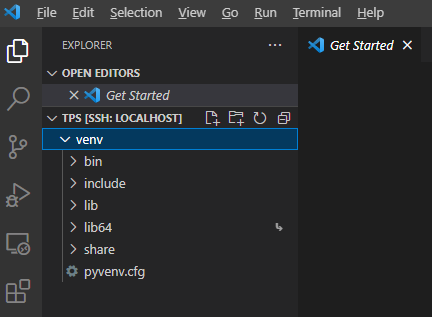 File Edit Selection View Go Run Terminal Help
EXPLORER
Get Started
OPEN EDITORS
Get Started
TPS [SSH: LOCALHOST]
venv
bin
include
lib
lib64
share
pyvenv.cfg